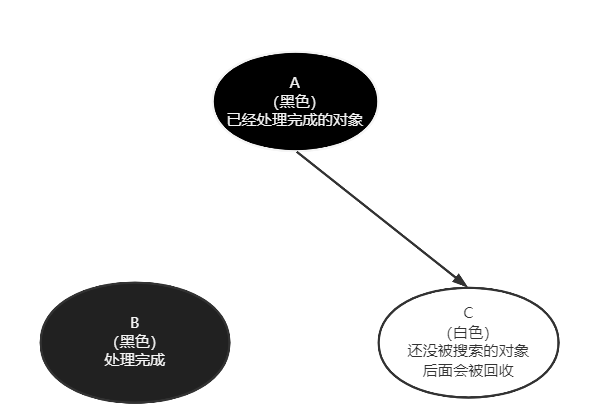 A
(黑色)
已经处理完成的对象
B
(黑色)
处理完成
C
(白色)
还没被搜索的对象
后面会被回收